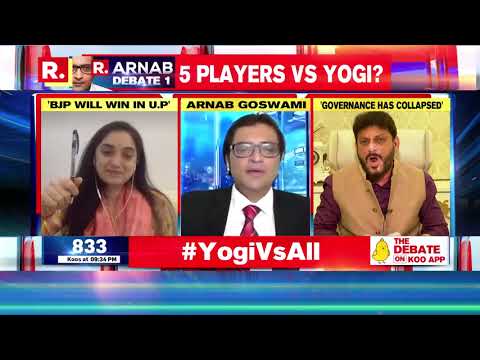 R.
R.
ARNAB
DEBATE 1
5 PLAYERS VS YOGI?
'BJP WILL WIN IN U.P'
ARNAB GOSWAMI
'GOVERNANCE HAS COLLAPSED'
833
Koos at 09:34 PM
#YogiVsAll
THE
DEBATE
ON KOO APP